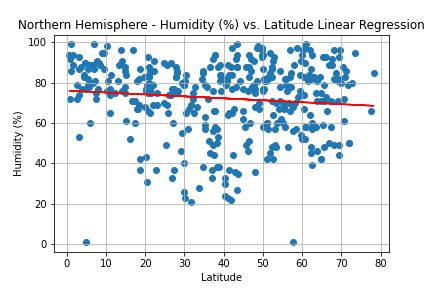 Northern Hemisphere - Humidity (%) vs. Latitude Linear Regression
100
80
60
40
20
0
Humidity (%)
0 10 20 30 40 50 60 70 80
Latitude